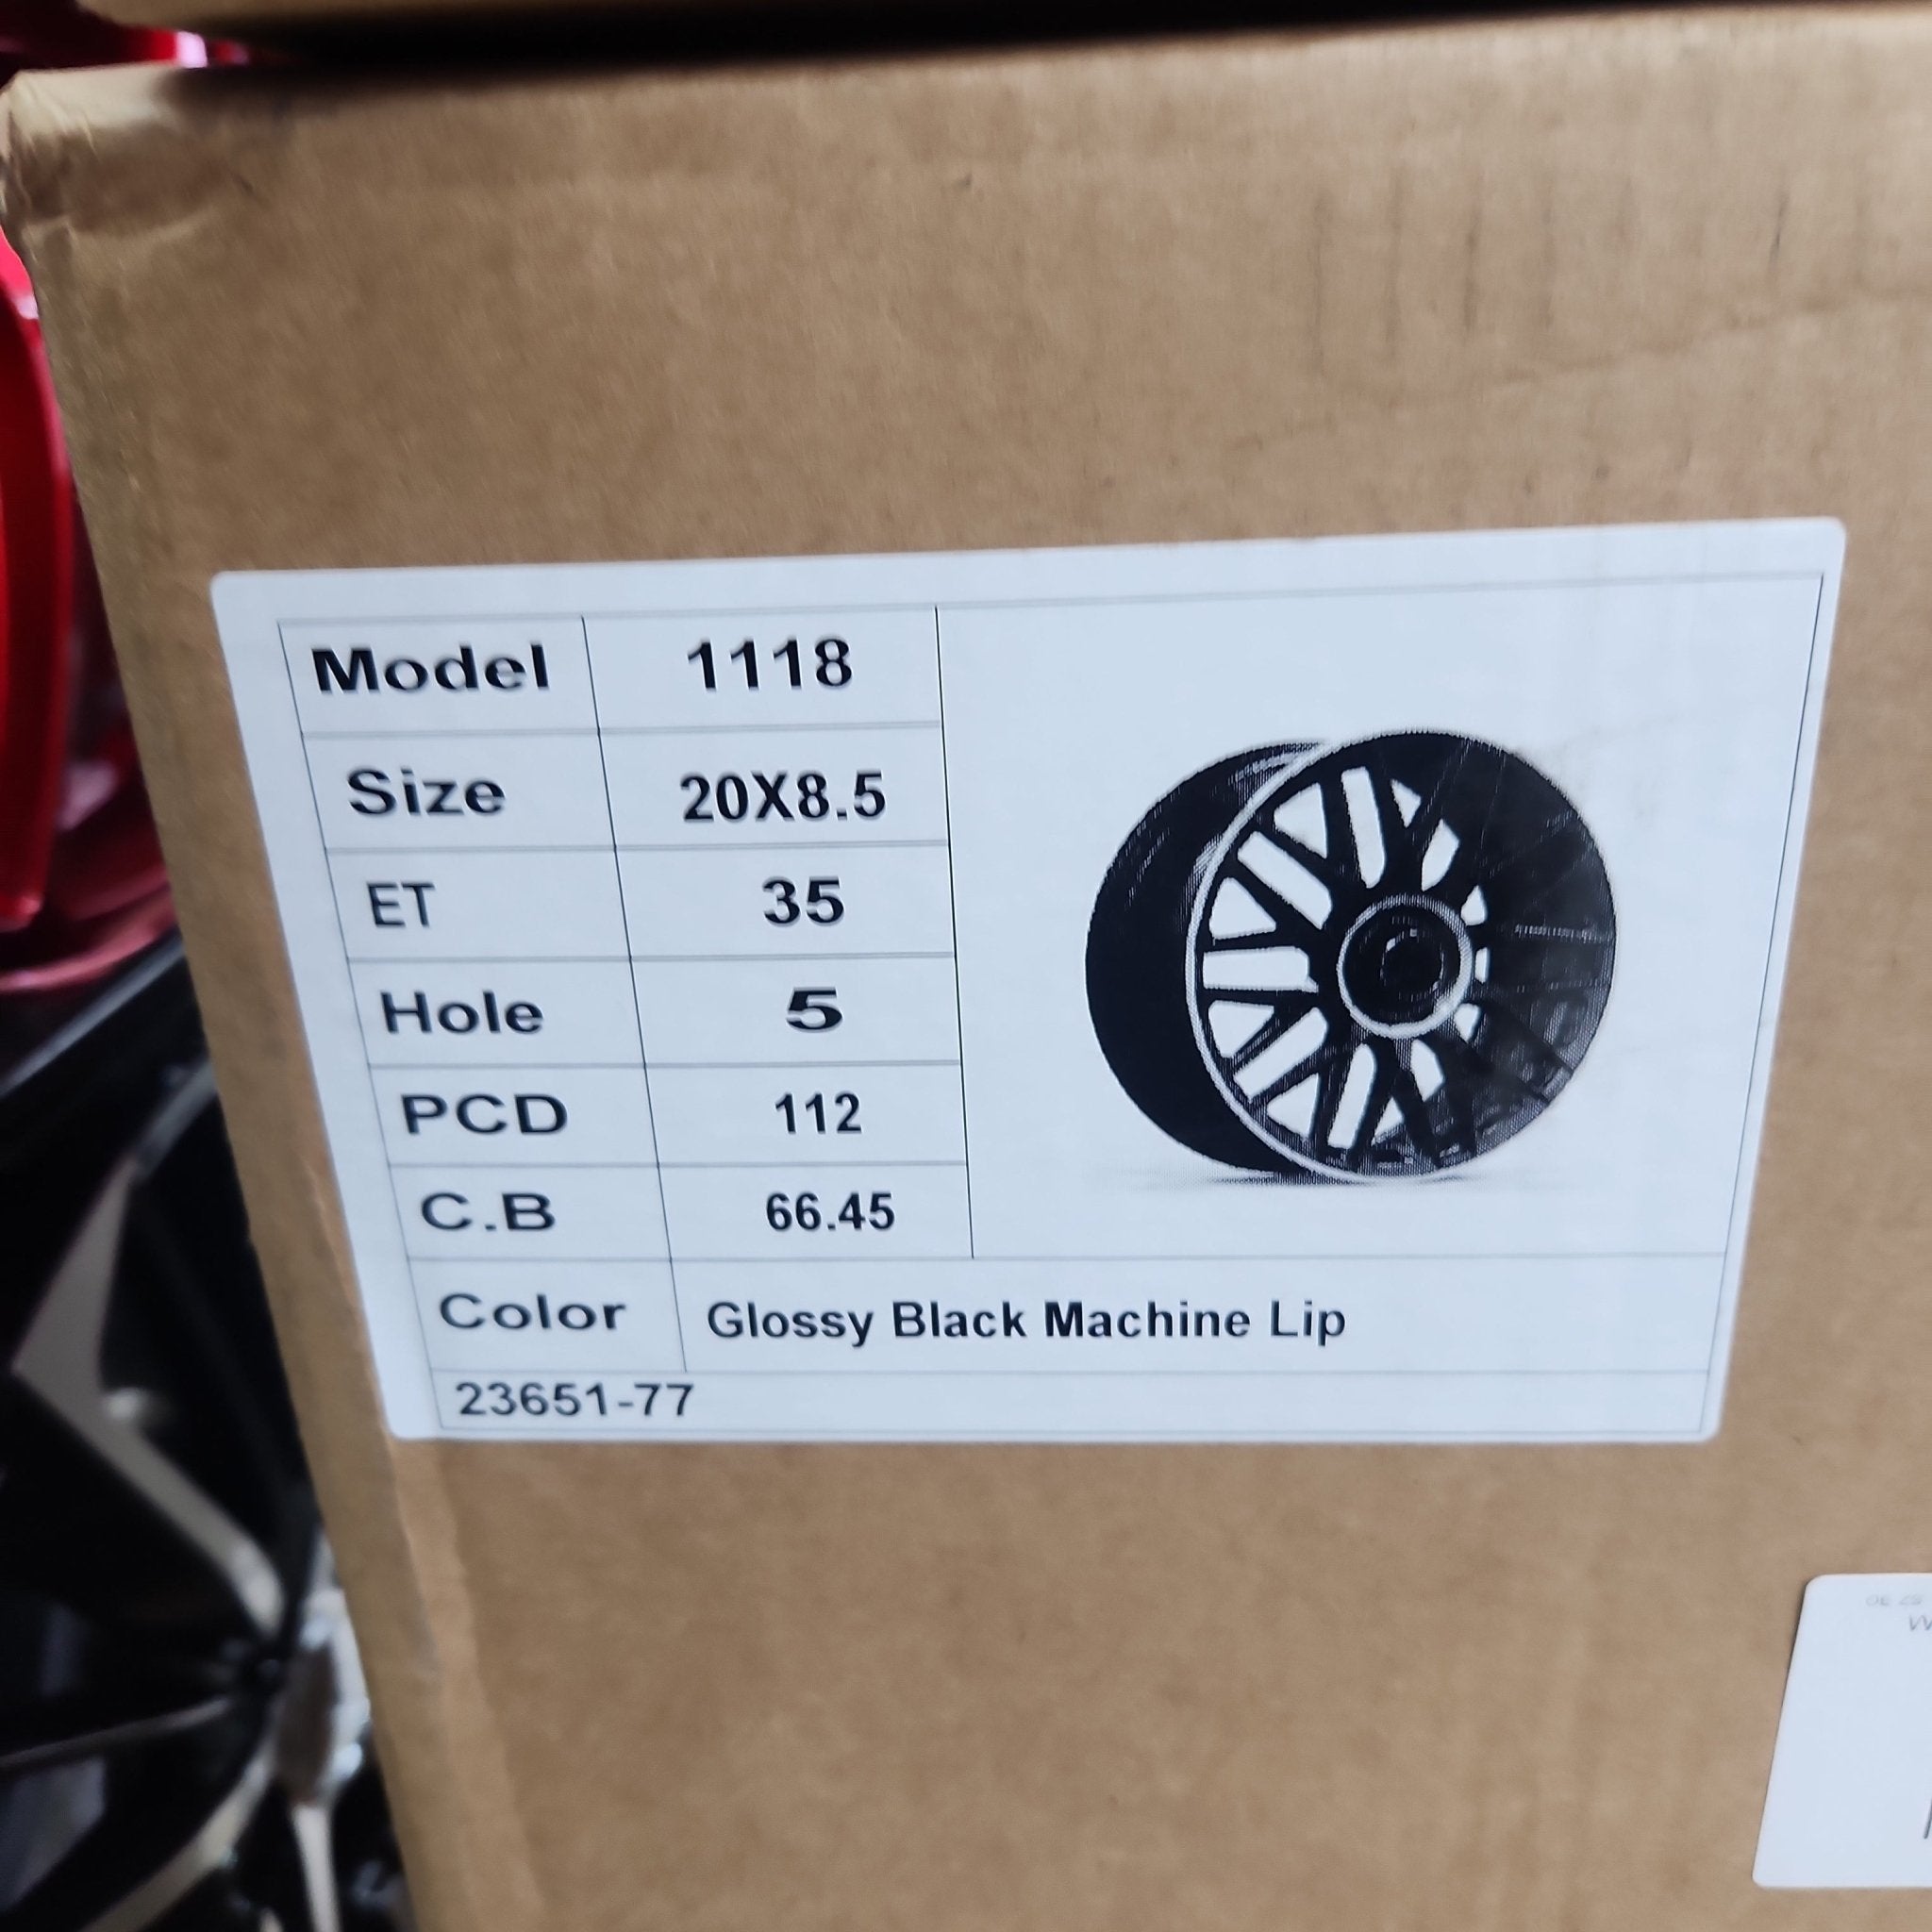 Model 1118
Size 20X8.5
ET 35
Hole 5
PCD 112
C.B 66.45
Color Glossy Black Machine Lip
23651-77